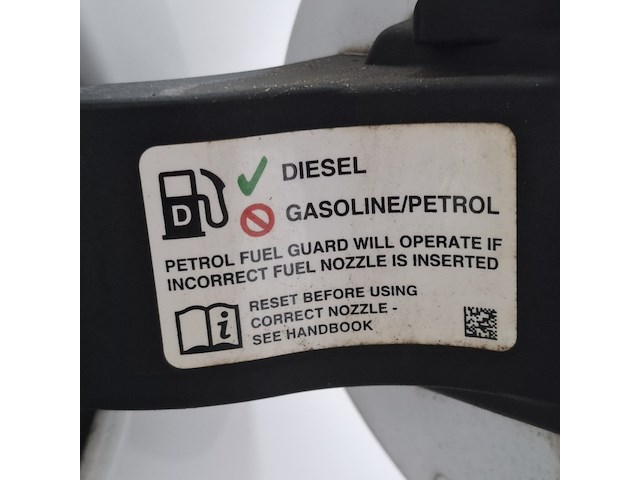 D
DIESEL
GASOLINE/PETROL
PETROL FUEL GUARD WILL OPERATE IF
INCORRECT FUEL NOZZLE IS INSERTED
i
RESET BEFORE USING
CORRECT NOZZLE -
SEE HANDBOOK